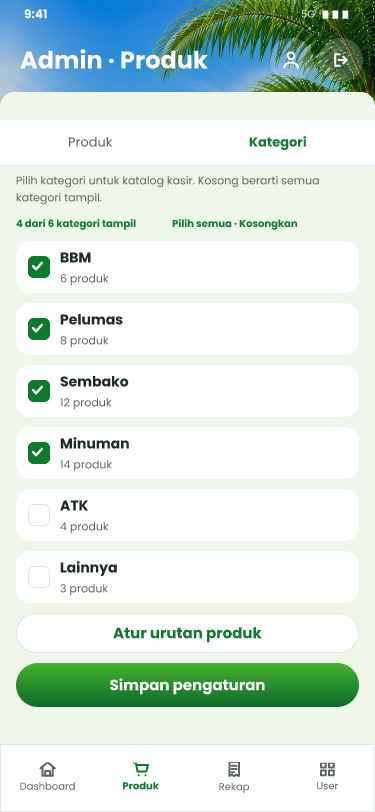 9:41
5G
Admin · Produk
Produk
Kategori
Pilih kategori untuk katalog kasir. Kosong berarti semua
kategori tampil.
4 dari 6 kategori tampil
Pilih semua · Kosongkan
BBM
6 produk
Pelumas
8 produk
Sembako
12 produk
Minuman
14 produk
ATK
4 produk
Lainnya
3 produk
Atur urutan produk
Simpan pengaturan
Dashboard
Produk
Rekap
User